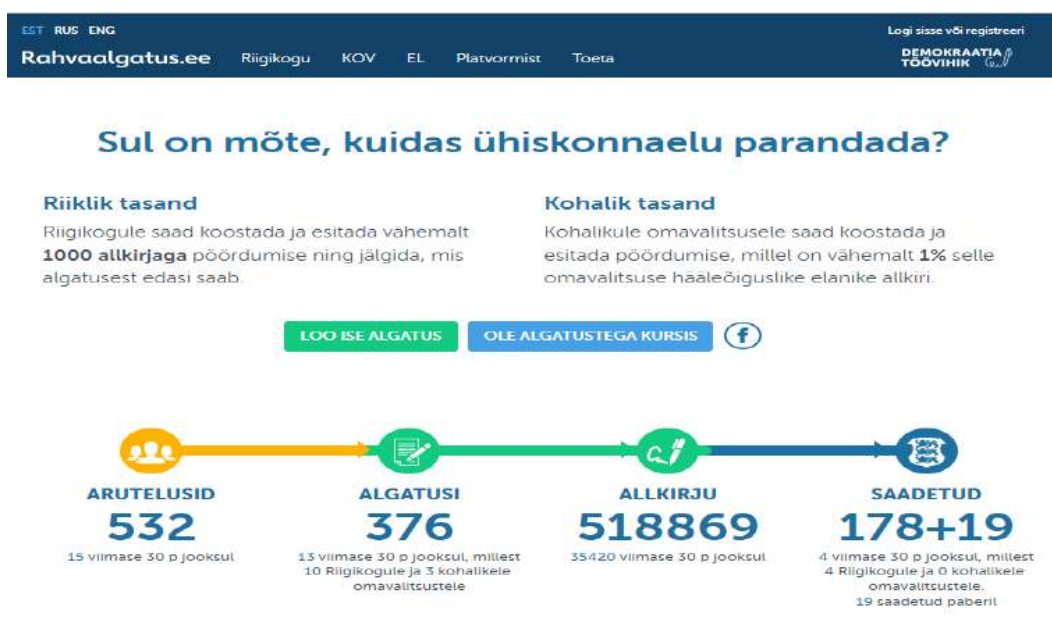 EST RUS ENG
Logi sisse või registreeri
Rahvaalgatus.ee Riigikogu KOV EL Platvormist Toeta
DEMOKRAATIA
TÖÖVIHIK
Sul on mõte, kuidas ühiskonnaelu parandada?
Riiklik tasand
Riigikogule saad koostada ja esitada vähemalt
1000 allkirjaga pöördumise ning jälgida, mis
algatusest edasi saab.
Kohalik tasand
Kohalikule omavalitsusele saad koostada ja
esitada pöördumise, millel on vähemalt 1% selle
omavalitsuse hääleõiguslike elanike allkiri.
LOO ISE ALGATUS OLE ALGATUSTEGA KURSIS f
ARUTELUSID
532
15 viimase 30 p jooksul
ALGATUSI
376
13 viimase 30 p jooksul, millest
10 Riigikogule ja 3 kohalikele
omavalitsustele
ALLKIRJU
518869
35420 viimase 30 p jooksul
SAADETUD
178+19
4 viimase 30 p jooksul, millest
4 Riigikogule ja 0 kohalikele
omavalitsustele.
19 saadetud paberil